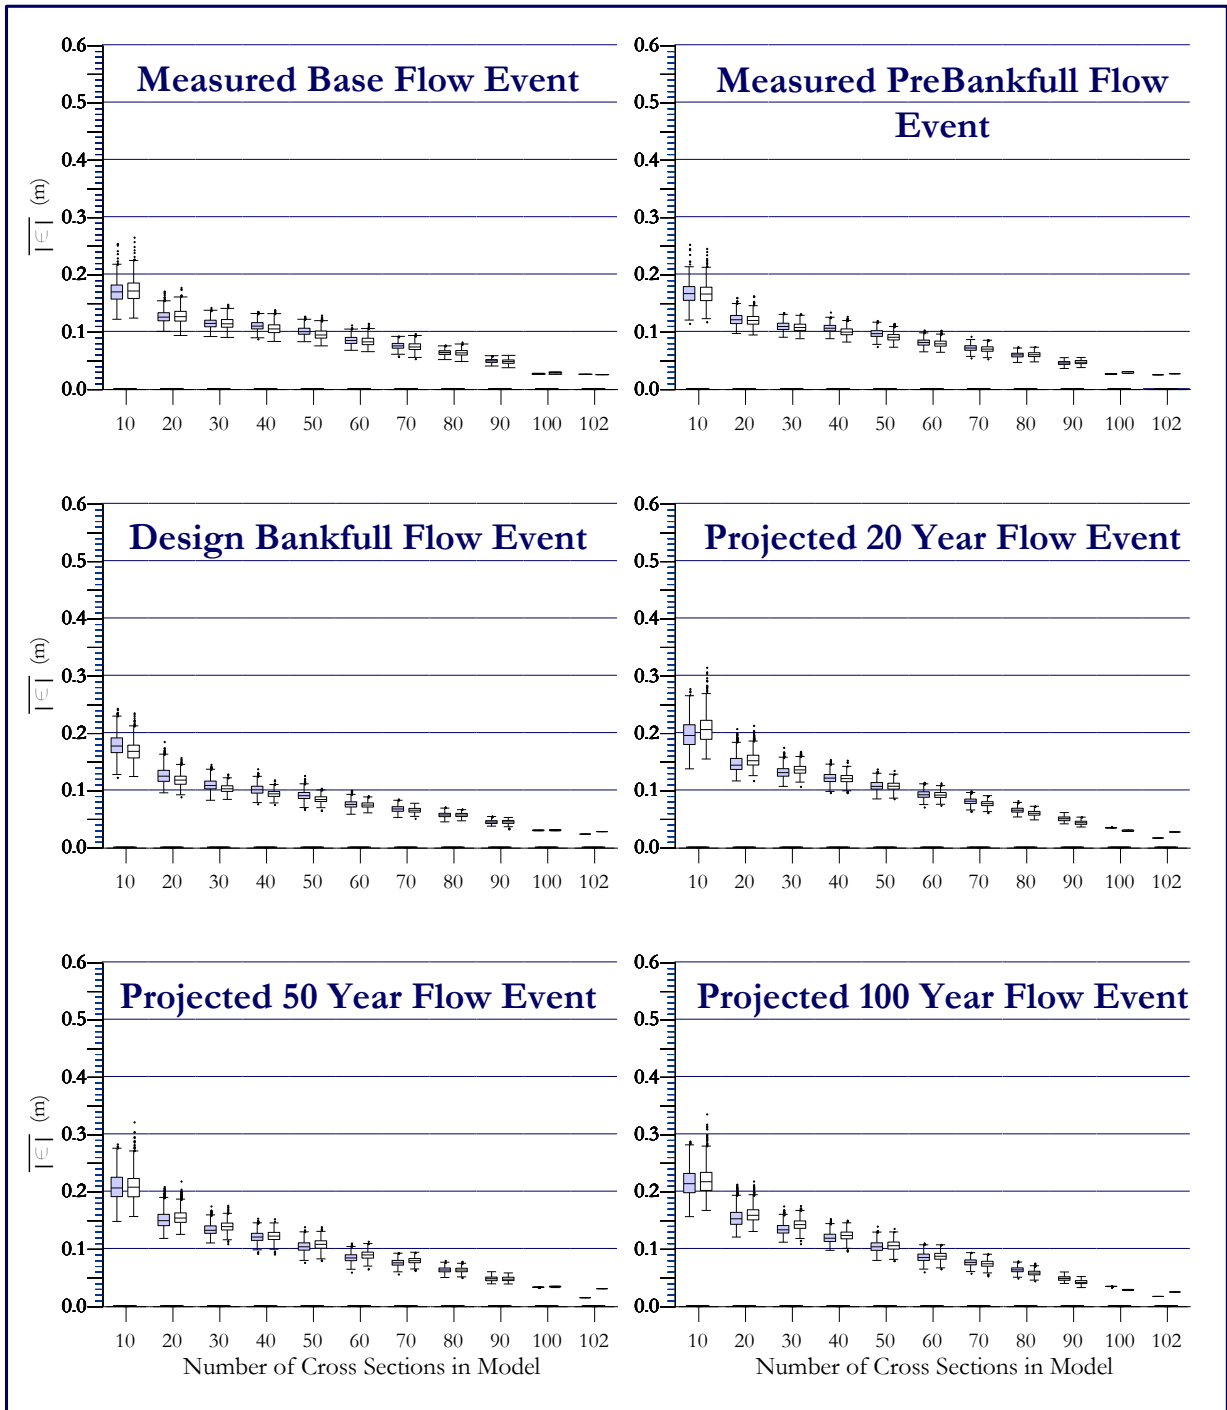 Measured Base Flow Event
0.6
0.5
0.4
0.3
0.2
0.1
0.0
|∈| (m)
10 20 30 40 50 60 70 80 90 100 102
Measured PreBankfull Flow
Event
0.6
0.5
0.4
0.3
0.2
0.1
0.0
10 20 30 40 50 60 70 80 90 100 102
Design Bankfull Flow Event
0.6
0.5
0.4
0.3
0.2
0.1
0.0
|∈| (m)
10 20 30 40 50 60 70 80 90 100 102
Projected 20 Year Flow Event
0.6
0.5
0.4
0.3
0.2
0.1
0.0
10 20 30 40 50 60 70 80 90 100 102
Projected 50 Year Flow Event
0.6
0.5
0.4
0.3
0.2
0.1
0.0
|∈| (m)
10 20 30 40 50 60 70 80 90 100 102
Number of Cross Sections in Model
Projected 100 Year Flow Event
0.6
0.5
0.4
0.3
0.2
0.1
0.0
10 20 30 40 50 60 70 80 90 100 102
Number of Cross Sections in Model